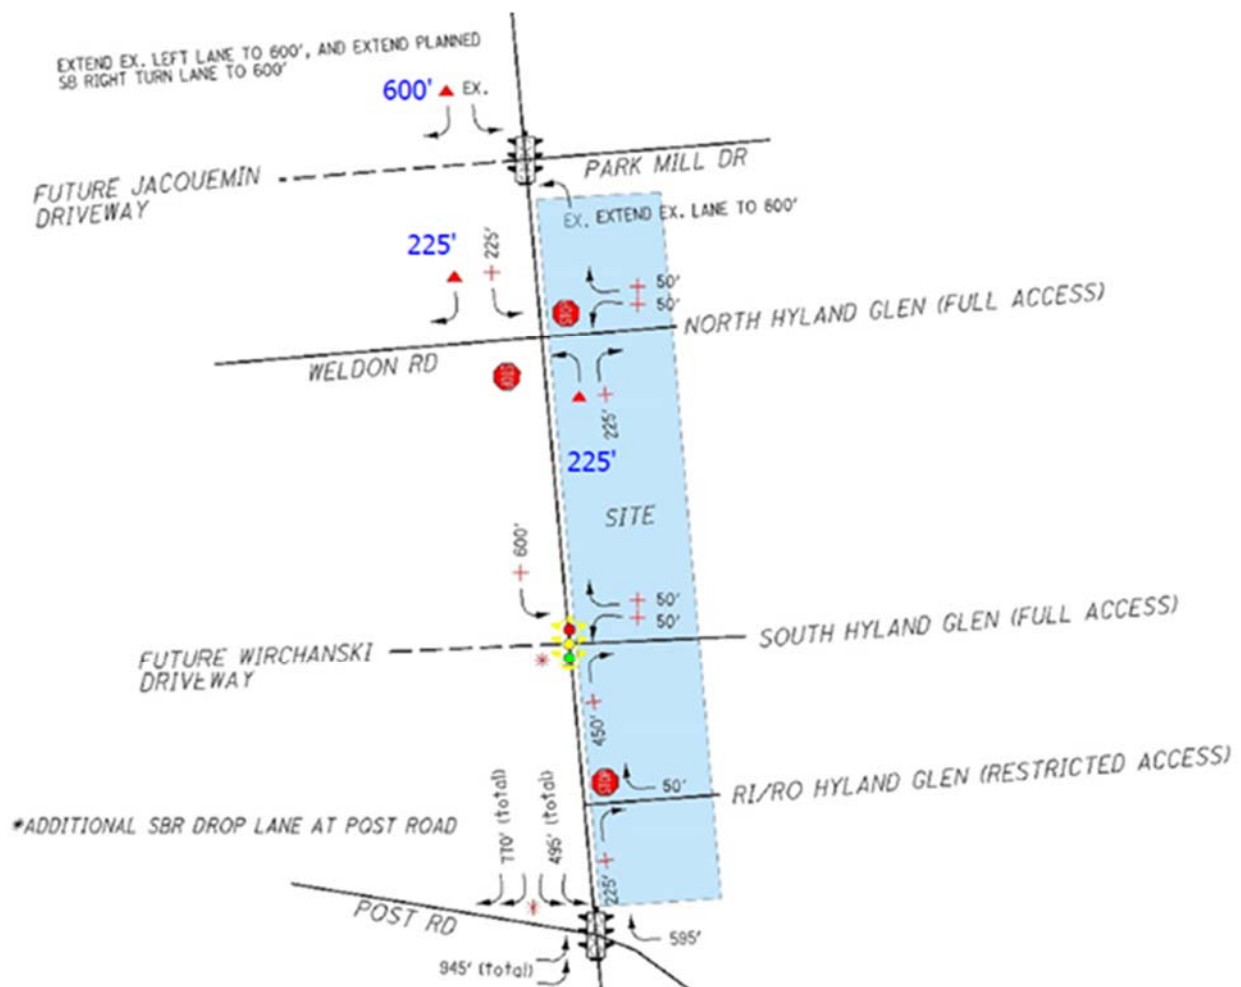 EXTEND EX. LEFT LANE TO 600', AND EXTEND PLANNED
SB RIGHT TURN LANE TO 600'
600' EX.
FUTURE JACQUEMIN
DRIVEWAY
PARK MILL DR
EX. EXTEND EX. LANE TO 600'
225'
225'
50'
50'
STOP
NORTH HYLAND GLEN (FULL ACCESS)
WELDON RD
STOP
225'
225'
SITE
600'
50'
50'
SOUTH HYLAND GLEN (FULL ACCESS)
FUTURE WIRCHANSKI
DRIVEWAY
450'
STOP
50'
RI/RO HYLAND GLEN (RESTRICTED ACCESS)
770' (total)
495' (total)
*ADDITIONAL SBR DROP LANE AT POST ROAD
225'
POST RD
595'
945' (total)